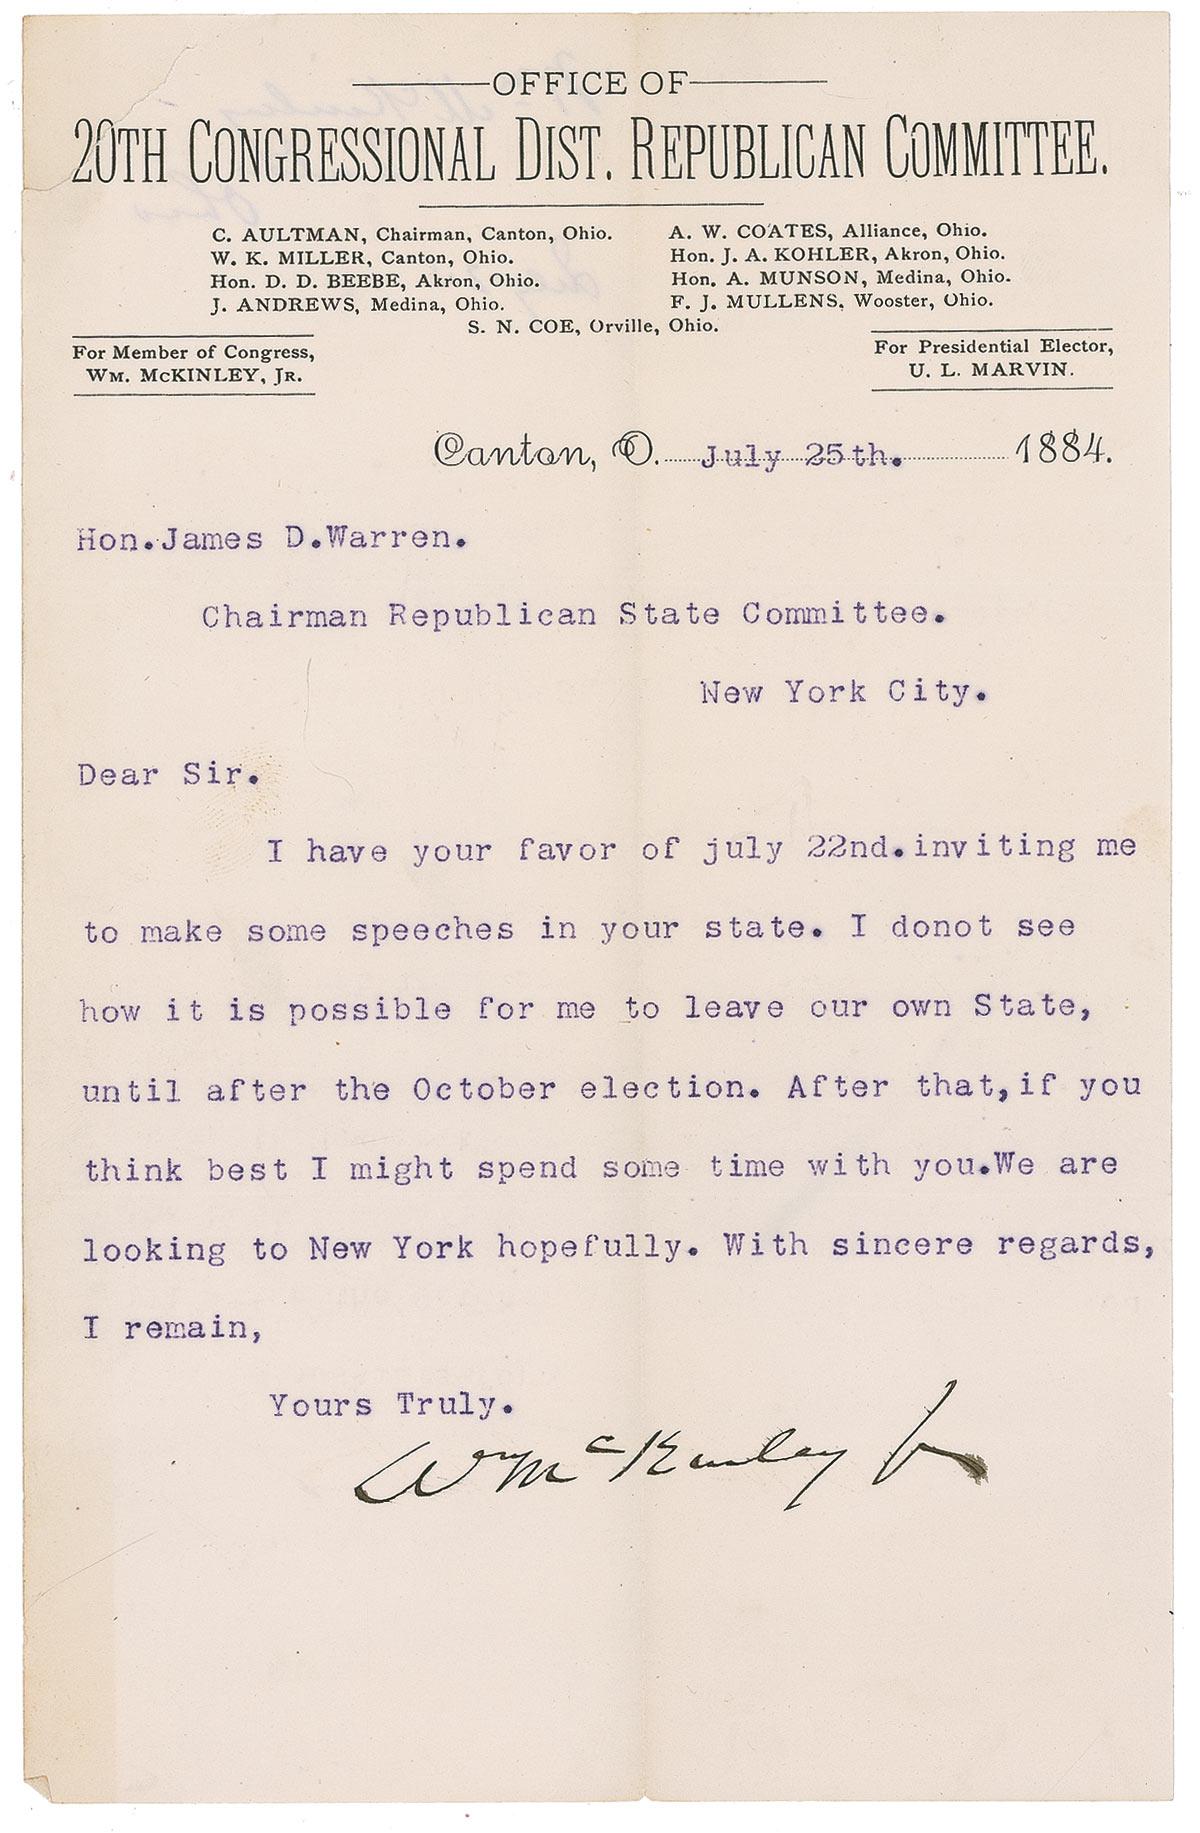 OFFICE OF
20TH CONGRESSIONAL DIST. REPUBLICAN COMMITTEE.
C. AULTMAN, Chairman, Canton, Ohio.
W. K. MILLER, Canton, Ohio.
Hon. D. D. BEEBE, Akron, Ohio.
J. ANDREWS, Medina, Ohio.
A. W. COATES, Alliance, Ohio.
Hon. J. A. KOHLER, Akron, Ohio.
Hon. A. MUNSON, Medina, Ohio.
F. J. MULLENS, Wooster, Ohio.
S. N. COE, Orville, Ohio.
For Member of Congress,
WM. McKINLEY, JR.
For Presidential Elector,
U. L. MARVIN.
Canton, O. July 25th. 1884.
Hon.James D.Warren.
Chairman Republican State Committee.
New York City.
Dear Sir.
I have your favor of july 22nd.inviting me
to make some speeches in your state. I donot see
how it is possible for me to leave our own State,
until after the October election. After that,if you
think best I might spend some time with you.We are
looking to New York hopefully. With sincere regards,
I remain,
Yours Truly.
Wm McKinley Jr